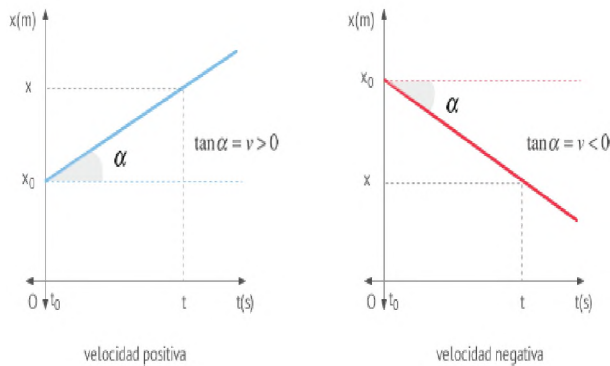 x(m)
x
α
tan α = v > 0
x₀
O t₀ t t(s)
velocidad positiva
x(m)
x₀
α
tan α = v < 0
x
O t₀ t t(s)
velocidad negativa